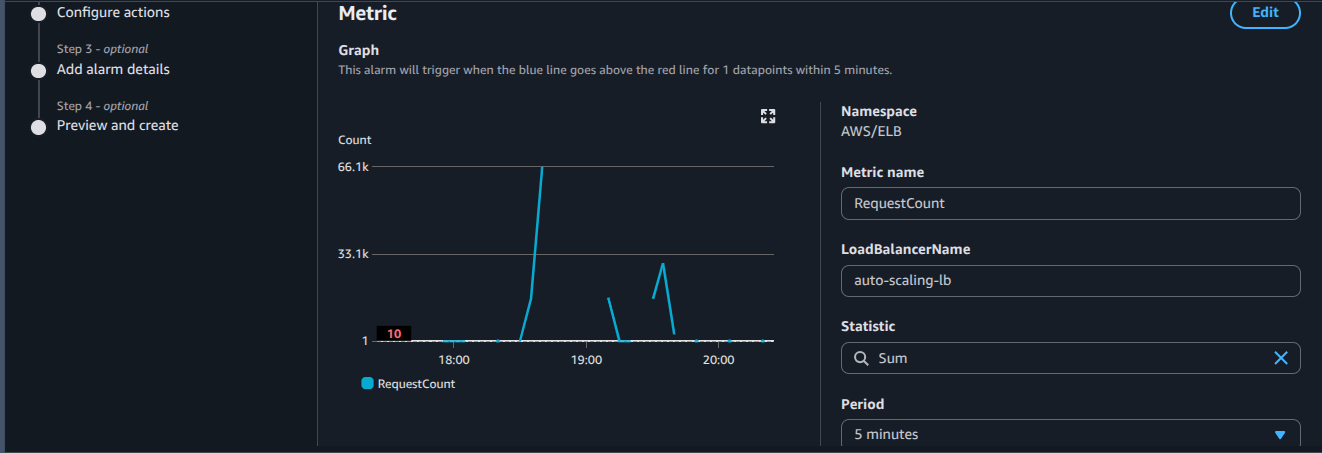 Configure actions
Step 3 - optional
Add alarm details
Step 4 - optional
Preview and create
Metric
Edit
Graph
This alarm will trigger when the blue line goes above the red line for 1 datapoints within 5 minutes.
Count
66.1k
33.1k
10
1
18:00
19:00
20:00
RequestCount
Namespace
AWS/ELB
Metric name
RequestCount
LoadBalancerName
auto-scaling-lb
Statistic
Sum
Period
5 minutes